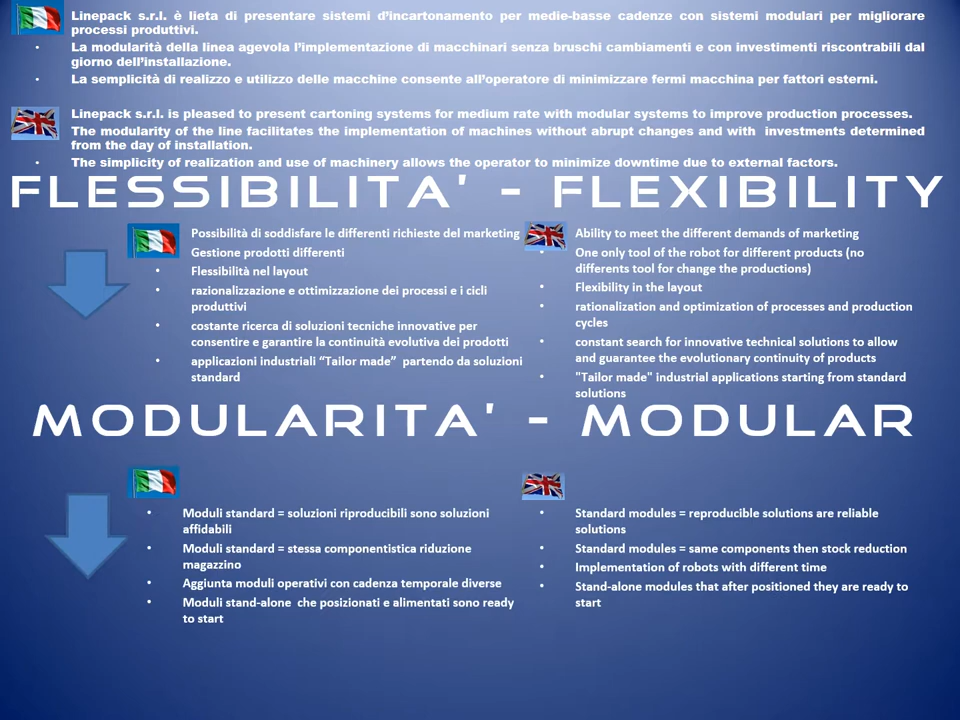 Linepack s.r.l. è lieta di presentare sistemi d'incartonamento per medie-basse cadenze con sistemi modulari per migliorare
processi produttivi.
• La modularità della linea agevola l'implementazione di macchinari senza bruschi cambiamenti e con investimenti riscontrabili dal
giorno dell'installazione.
• La semplicità di realizzo e utilizzo delle macchine consente all'operatore di minimizzare fermi macchina per fattori esterni.
Linepack s.r.l. is pleased to present cartoning systems for medium rate with modular systems to improve production processes.
The modularity of the line facilitates the implementation of machines without abrupt changes and with investments determined
from the day of installation.
• The simplicity of realization and use of machinery allows the operator to minimize downtime due to external factors.
FLESSIBILITA' - FLEXIBILITY
Possibilità di soddisfare le differenti richieste del marketing
Gestione prodotti differenti
• Flessibilità nel layout
• razionalizzazione e ottimizzazione dei processi e i cicli
produttivi
• costante ricerca di soluzioni tecniche innovative per
consentire e garantire la continuità evolutiva dei prodotti
• applicazioni industriali “Tailor made” partendo da soluzioni
standard
Ability to meet the different demands of marketing
• One only tool of the robot for different products (no
differents tool for change the productions)
• Flexibility in the layout
• rationalization and optimization of processes and production
cycles
• constant search for innovative technical solutions to allow
and guarantee the evolutionary continuity of products
• "Tailor made" industrial applications starting from standard
solutions
MODULARITA' - MODULAR
• Moduli standard = soluzioni riproducibili sono soluzioni
affidabili
• Moduli standard = stessa componentistica riduzione
magazzino
• Aggiunta moduli operativi con cadenza temporale diverse
• Moduli stand-alone che posizionati e alimentati sono ready
to start
• Standard modules = reproducible solutions are reliable
solutions
• Standard modules = same components then stock reduction
• Implementation of robots with different time
• Stand-alone modules that after positioned they are ready to
start